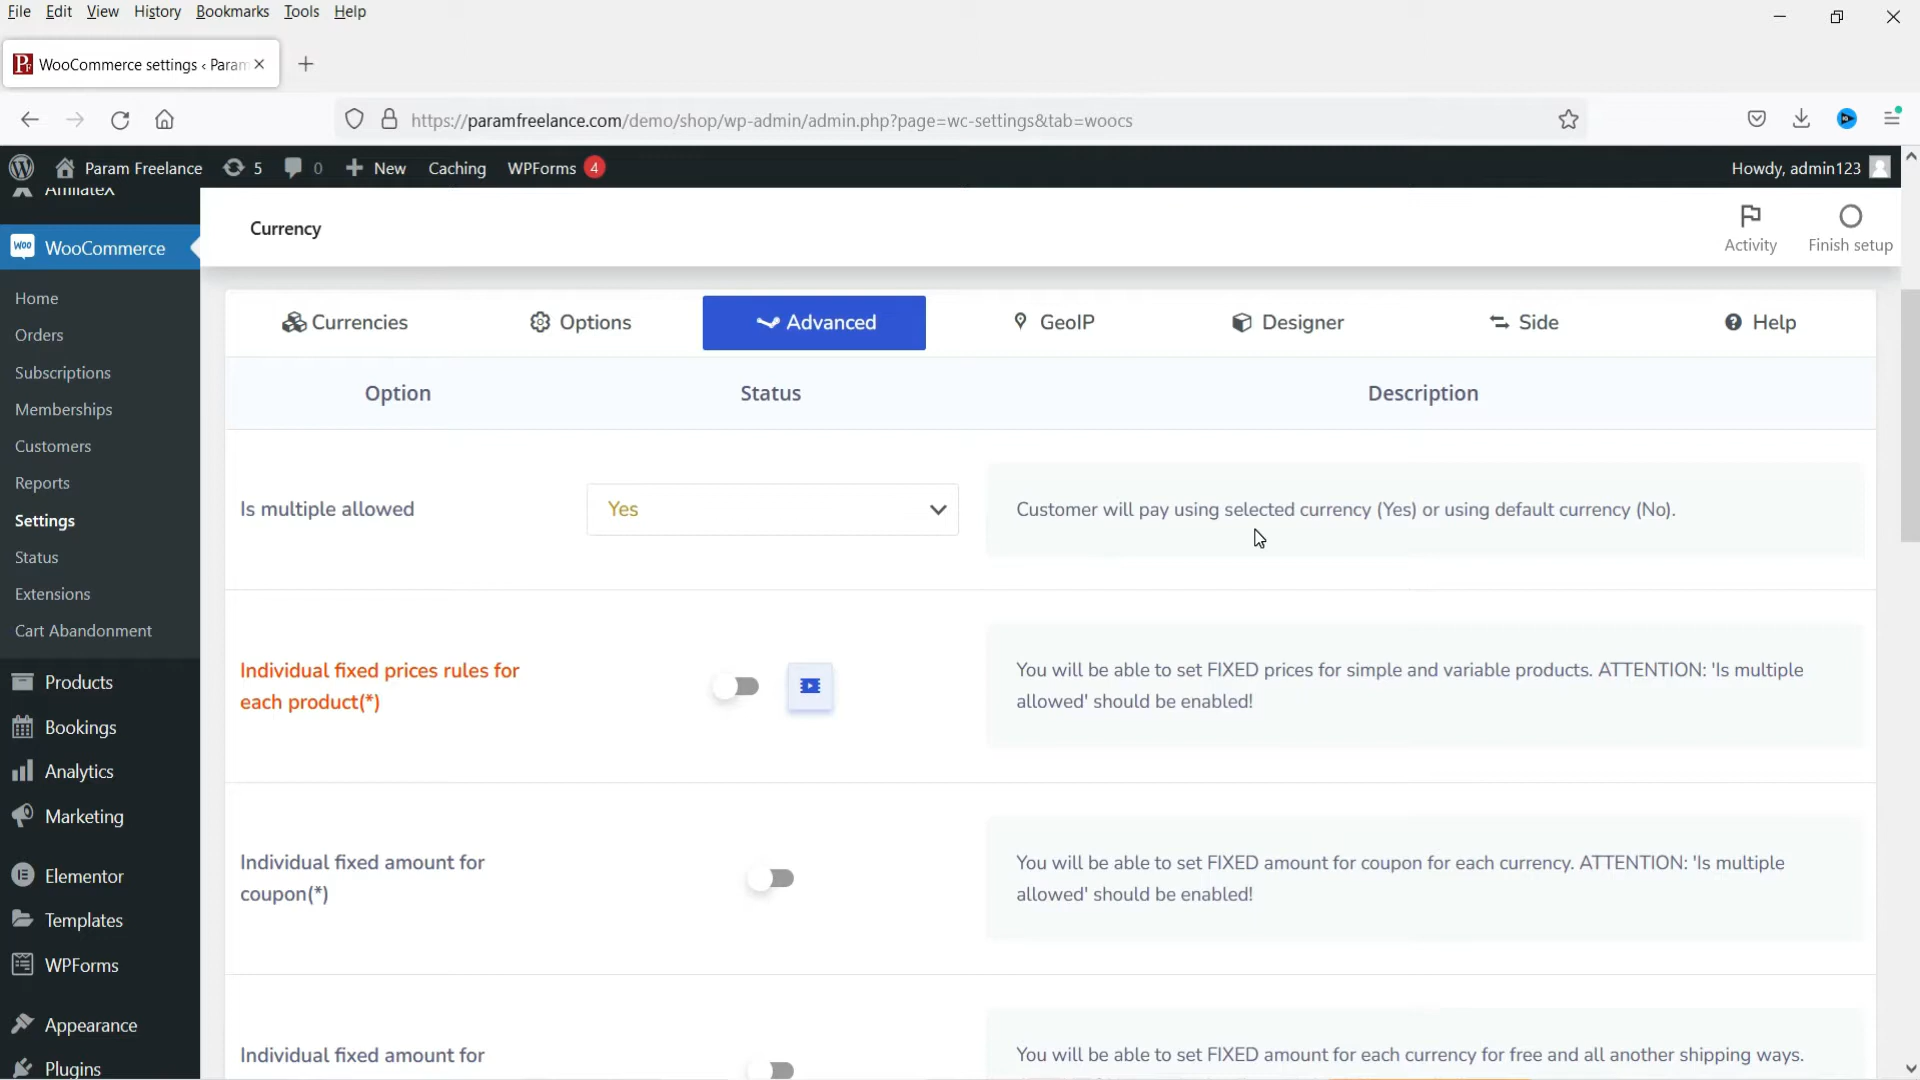 File Edit View History Bookmarks Tools Help
WooCommerce settings ‹ Param
https://paramfreelance.com/demo/shop/wp-admin/admin.php?page=wc-settings&tab=woocs
Param Freelance 5 0 New Caching WPForms 4 Howdy, admin123
AffiliateX
WooCommerce
Home
Orders
Subscriptions
Memberships
Customers
Reports
Settings
Status
Extensions
Cart Abandonment
Products
Bookings
Analytics
Marketing
Elementor
Templates
WPForms
Appearance
Plugins
Currency
Activity Finish setup
Currencies Options Advanced GeoIP Designer Side Help
Option Status Description
Is multiple allowed Yes Customer will pay using selected currency (Yes) or using default currency (No).
Individual fixed prices rules for
each product(*)
You will be able to set FIXED prices for simple and variable products. ATTENTION: 'Is multiple
allowed' should be enabled!
Individual fixed amount for
coupon(*)
You will be able to set FIXED amount for coupon for each currency. ATTENTION: 'Is multiple
allowed' should be enabled!
Individual fixed amount for
You will be able to set FIXED amount for each currency for free and all another shipping ways.